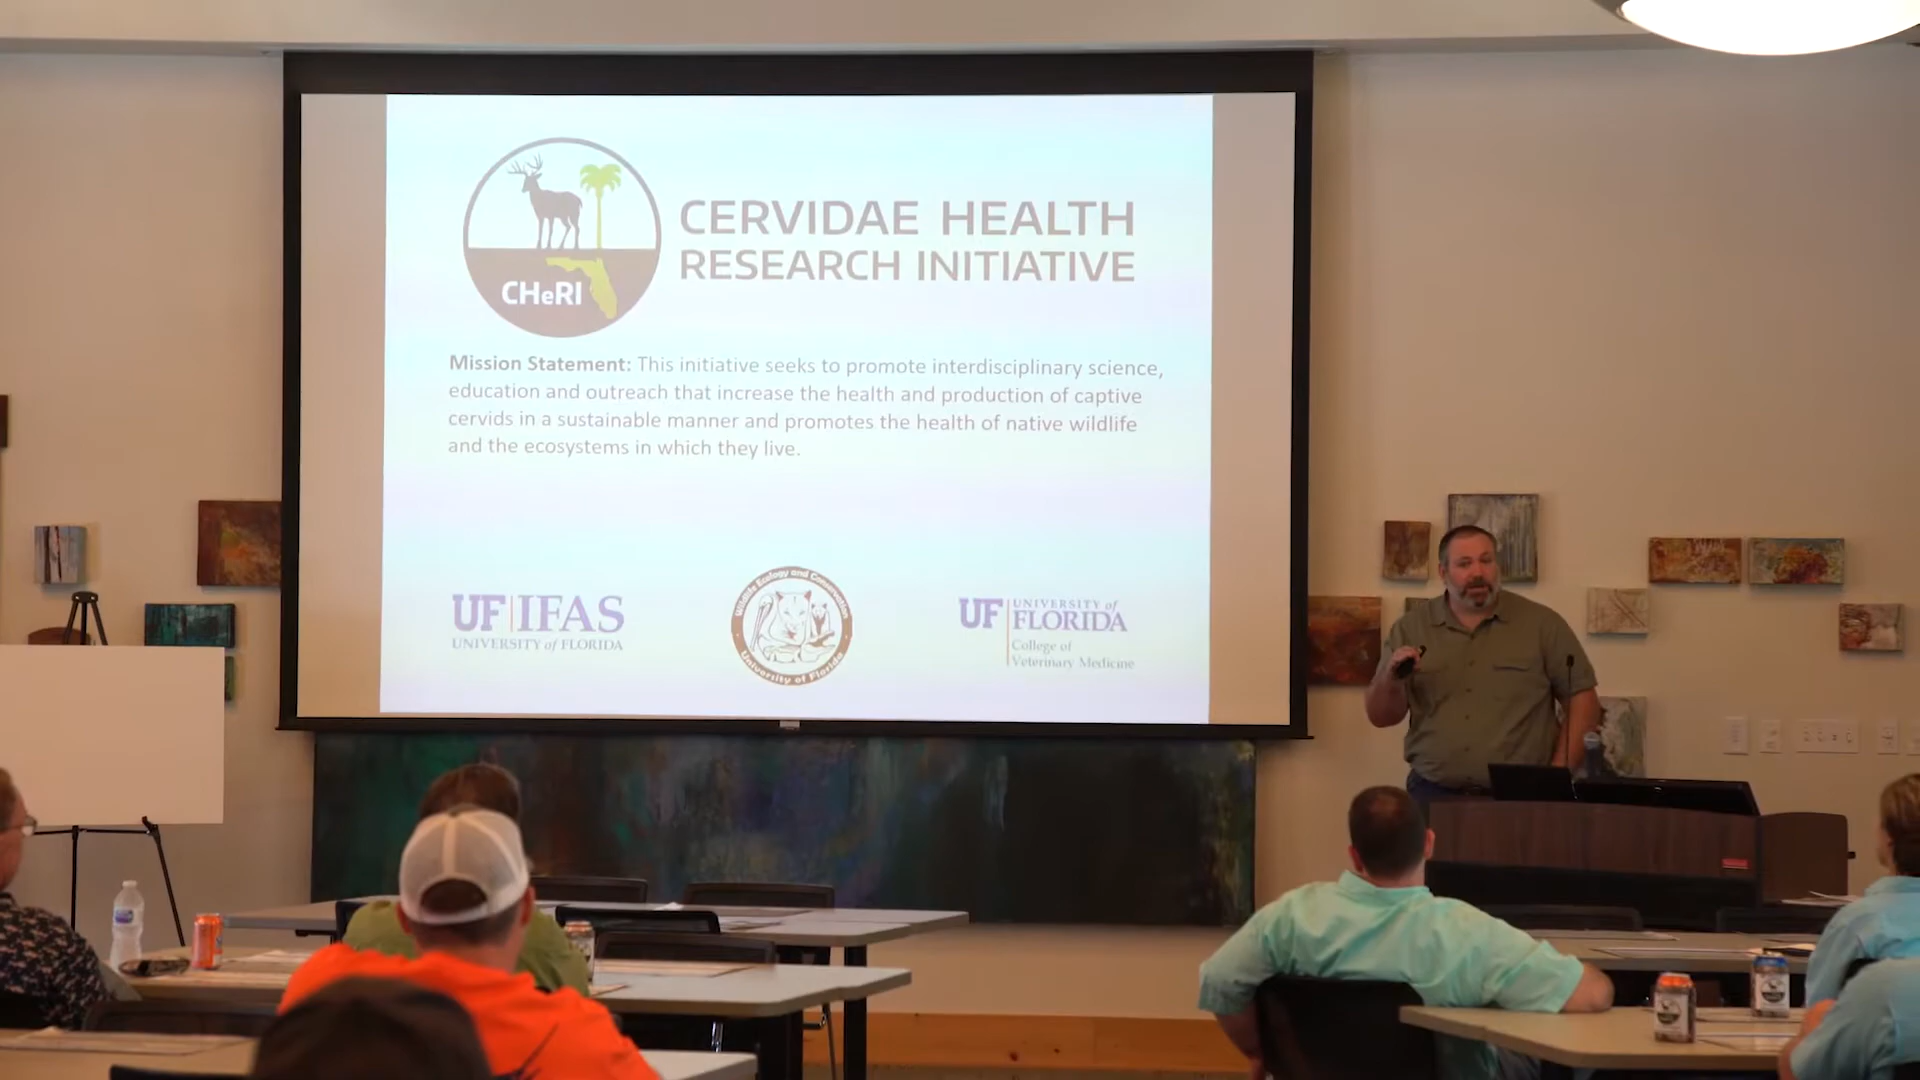 CHeRI
CERVIDAE HEALTH
RESEARCH INITIATIVE
Mission Statement: This initiative seeks to promote interdisciplinary science,
education and outreach that increase the health and production of captive
cervids in a sustainable manner and promotes the health of native wildlife
and the ecosystems in which they live.
UF IFAS
UNIVERSITY of FLORIDA
Wildlife Ecology and Conservation
University of Florida
UF UNIVERSITY of
FLORIDA
College of
Veterinary Medicine